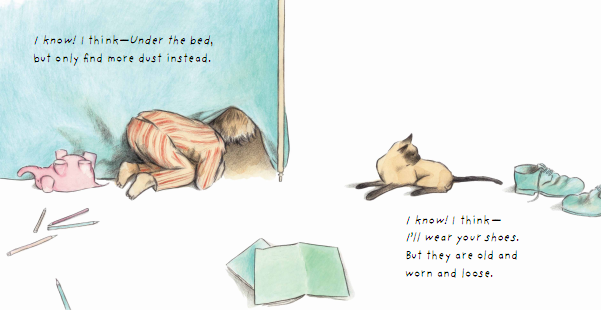 I know! I think—Under the bed,
but only find more dust instead.
I know! I think—
I'll wear your shoes.
But they are old and
worn and loose.